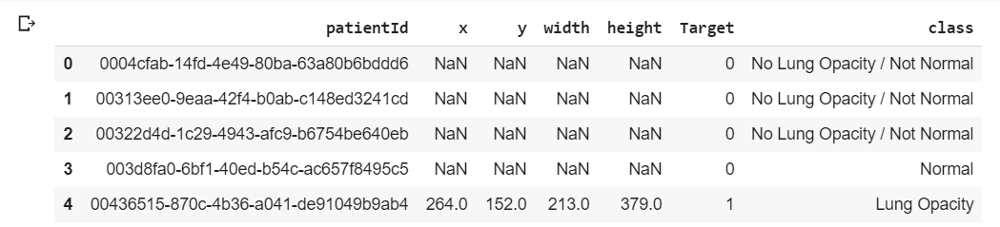 patientId x y width height Target class
0 0004cfab-14fd-4e49-80ba-63a80b6bddd6 NaN NaN NaN NaN 0 No Lung Opacity / Not Normal
1 00313ee0-9eaa-42f4-b0ab-c148ed3241cd NaN NaN NaN NaN 0 No Lung Opacity / Not Normal
2 00322d4d-1c29-4943-afc9-b6754be640eb NaN NaN NaN NaN 0 No Lung Opacity / Not Normal
3 003d8fa0-6bf1-40ed-b54c-ac657f8495c5 NaN NaN NaN NaN 0 Normal
4 00436515-870c-4b36-a041-de91049b9ab4 264.0 152.0 213.0 379.0 1 Lung Opacity